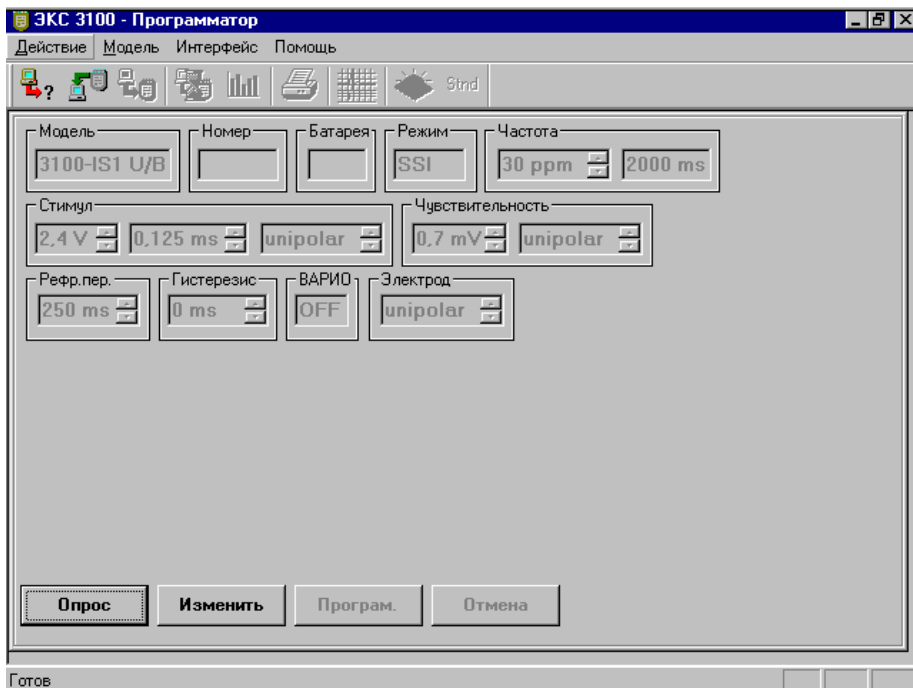 ЭКС 3100 - Программатор
Действие Модель Интерфейс Помощь
? Stnd
Модель Номер Батарея Режим Частота
3100-IS1 U/B SSI 30 ppm 2000 ms
Стимул Чувствительность
2,4 V 0,125 ms unipolar 0,7 mV unipolar
Рефр.пер. Гистерезис ВАРИО Электрод
250 ms 0 ms OFF unipolar
Опрос Изменить Програм. Отмена
Готов